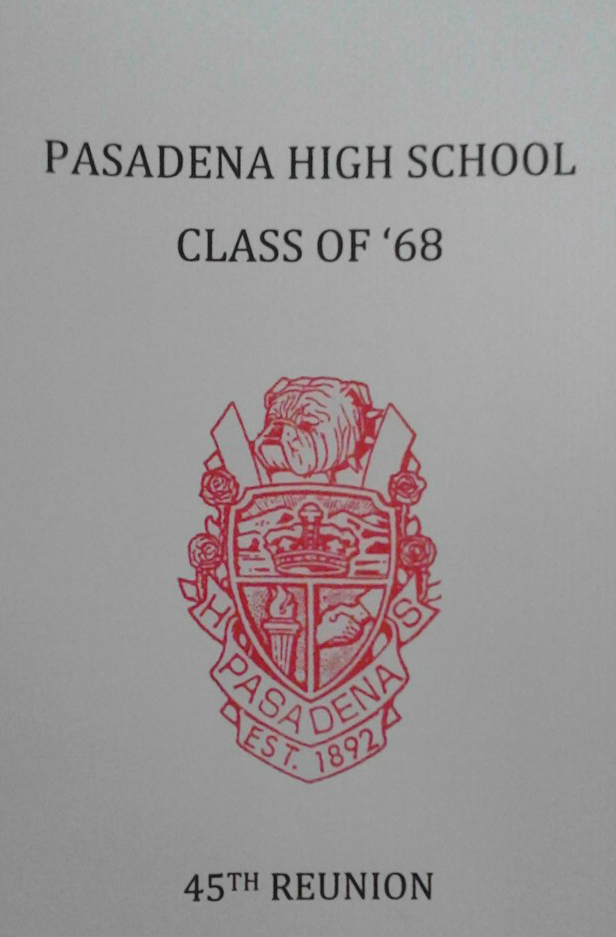 PASADENA HIGH SCHOOL
CLASS OF ‘68
H S
PASADENA
EST. 1892
45TH REUNION